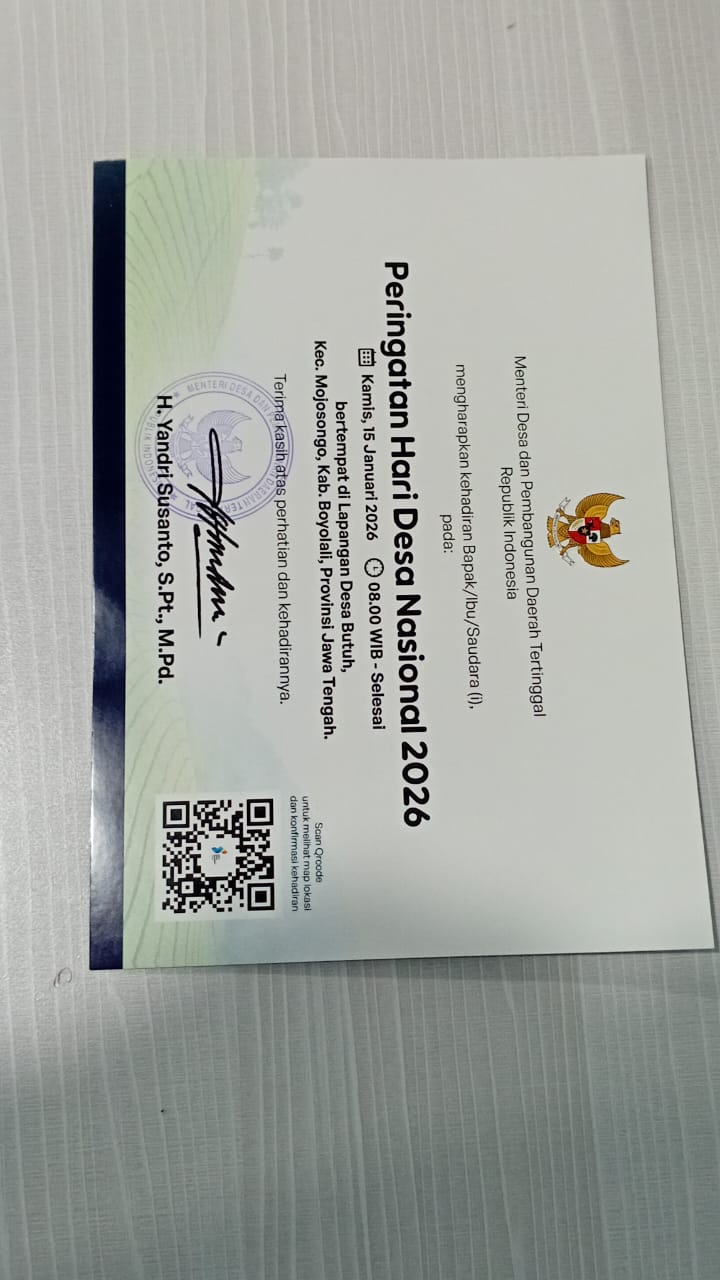 Menteri Desa dan Pembangunan Daerah Tertinggal
Republik Indonesia
mengharapkan kehadiran Bapak/Ibu/Saudara (i),
pada:
Peringatan Hari Desa Nasional 2026
Kamis, 15 Januari 2026 08.00 WIB - Selesai
bertempat di Lapangan Desa Butuh,
Kec. Mojosongo, Kab. Boyolali, Provinsi Jawa Tengah.
Terima kasih atas perhatian dan kehadirannya.
MENTERI DESA DAN
H. Yandri Susanto, S.Pt., M.Pd.
Scan Qrcode
untuk melihat map lokasi
dan konfirmasi kehadiran